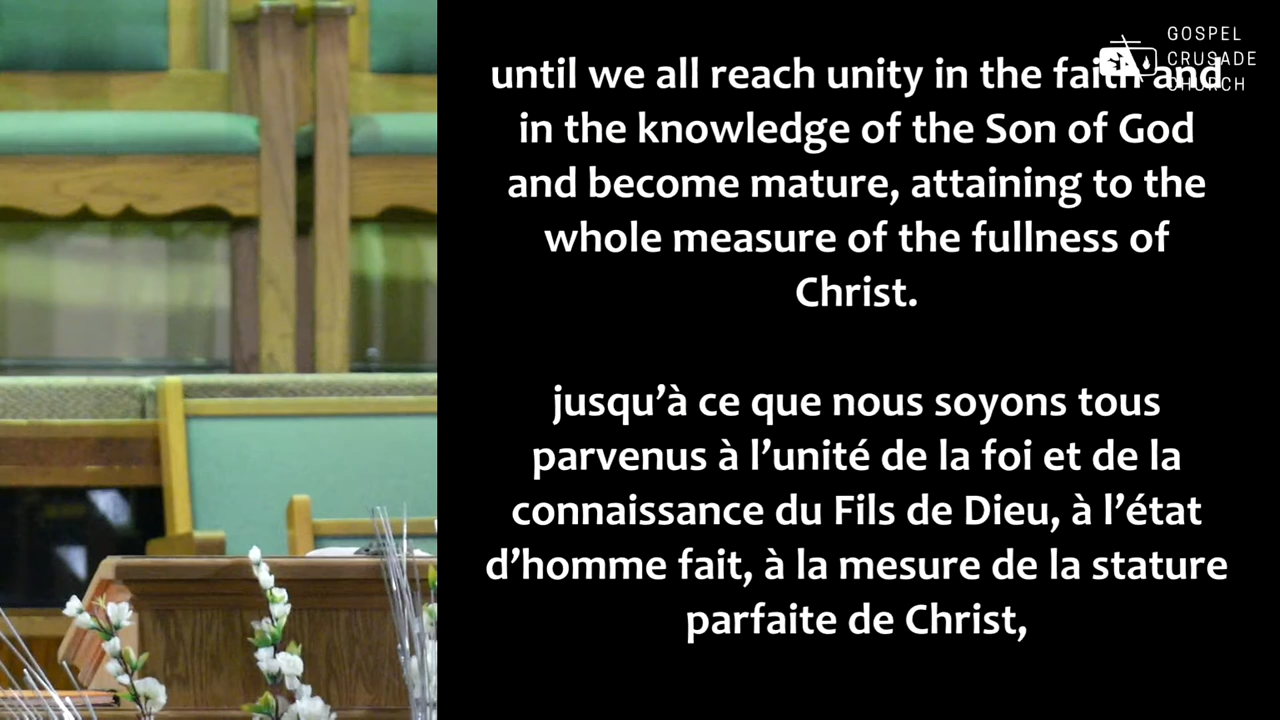 GOSPEL
CRUSADE
CHURCH
until we all reach unity in the faith and
in the knowledge of the Son of God
and become mature, attaining to the
whole measure of the fullness of
Christ.
jusqu’à ce que nous soyons tous
parvenus à l’unité de la foi et de la
connaissance du Fils de Dieu, à l’état
d’homme fait, à la mesure de la stature
parfaite de Christ,